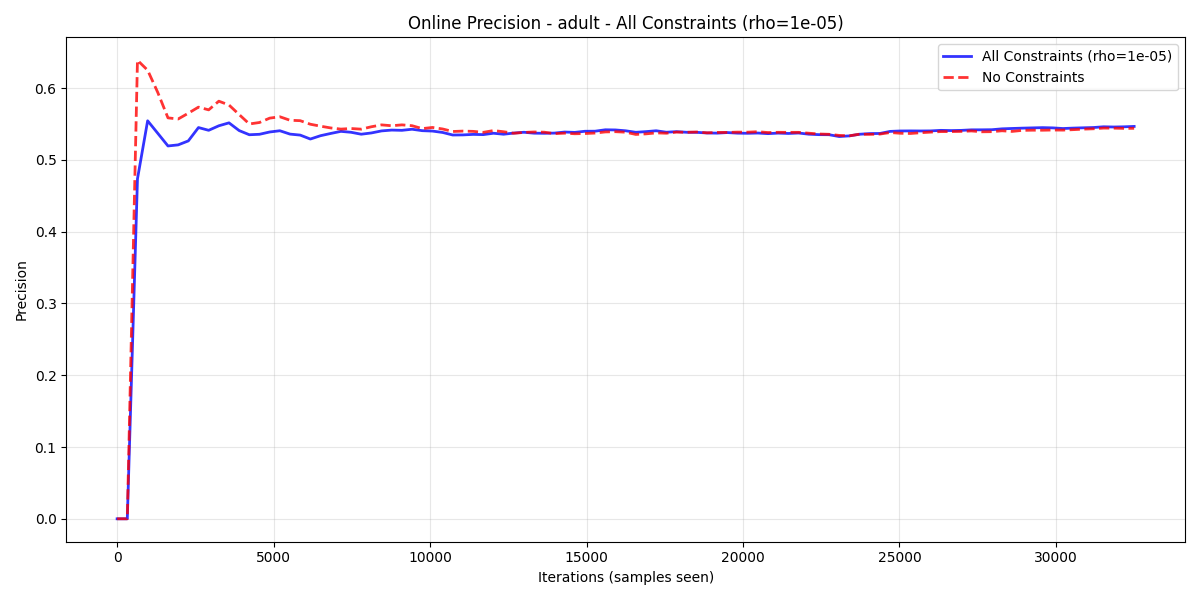 Online Precision - adult - All Constraints (rho=1e-05)
All Constraints (rho=1e-05)
No Constraints
Precision
0.6
0.5
0.4
0.3
0.2
0.1
0.0
0 5000 10000 15000 20000 25000 30000
Iterations (samples seen)